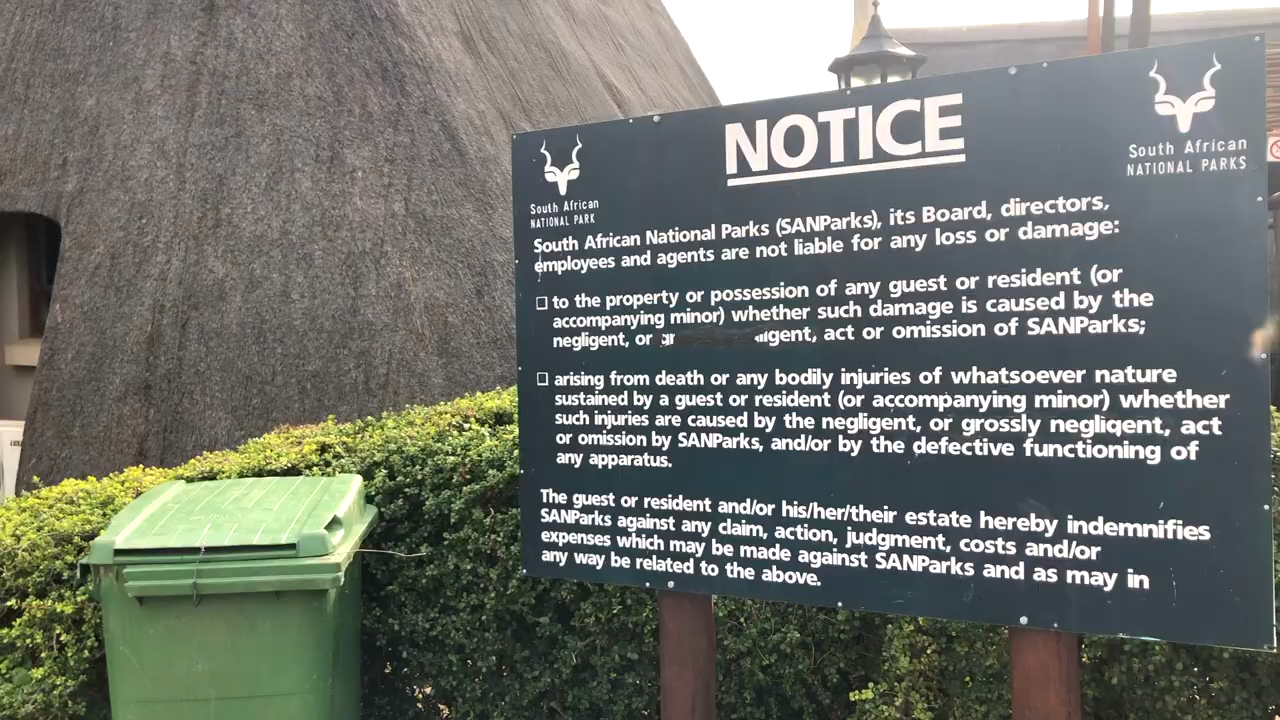 NOTICE
South African
NATIONAL PARK
South African
NATIONAL PARKS
South African National Parks (SANParks), its Board, directors,
employees and agents are not liable for any loss or damage:
❑ to the property or possession of any guest or resident (or
accompanying minor) whether such damage is caused by the
negligent, or gr ligent, act or omission of SANParks;
❑ arising from death or any bodily injuries of whatsoever nature
sustained by a guest or resident (or accompanying minor) whether
such injuries are caused by the negligent, or grossly negligent, act
or omission by SANParks, and/or by the defective functioning of
any apparatus.
The guest or resident and/or his/her/their estate hereby indemnifies
SANParks against any claim, action, judgment, costs and/or
expenses which may be made against SANParks and as may in
any way be related to the above.